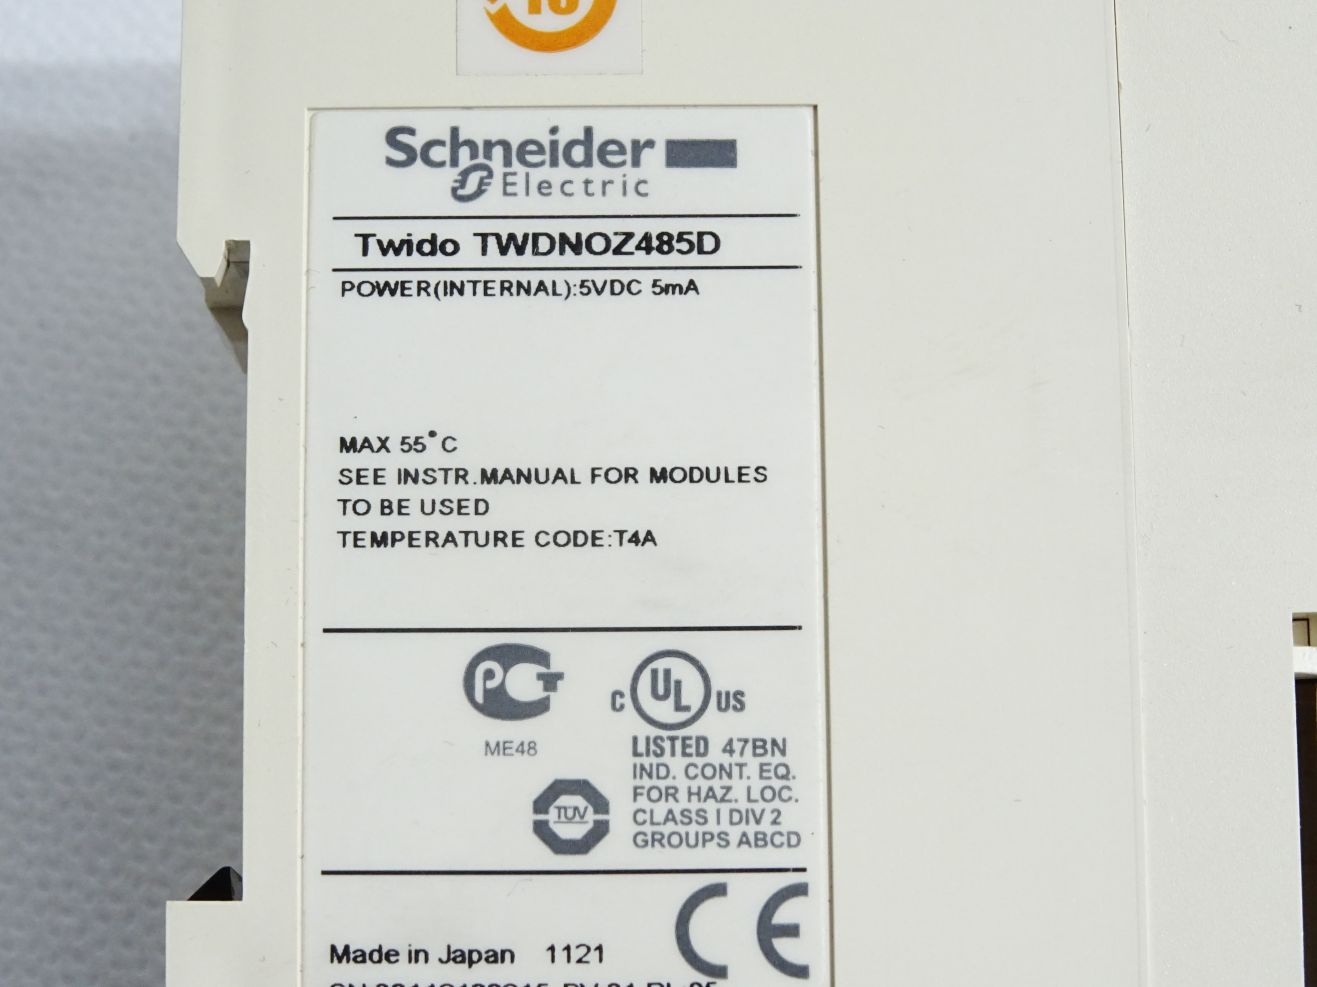 Schneider
Electric
Twido TWDNOZ485D
POWER(INTERNAL):5VDC 5mA
MAX 55°C
SEE INSTR.MANUAL FOR MODULES
TO BE USED
TEMPERATURE CODE:T4A
PCT
ME48
C UL US
LISTED 47BN
IND. CONT. EQ.
FOR HAZ. LOC.
CLASS I DIV 2
GROUPS ABCD
TÜV
CE
Made in Japan 1121